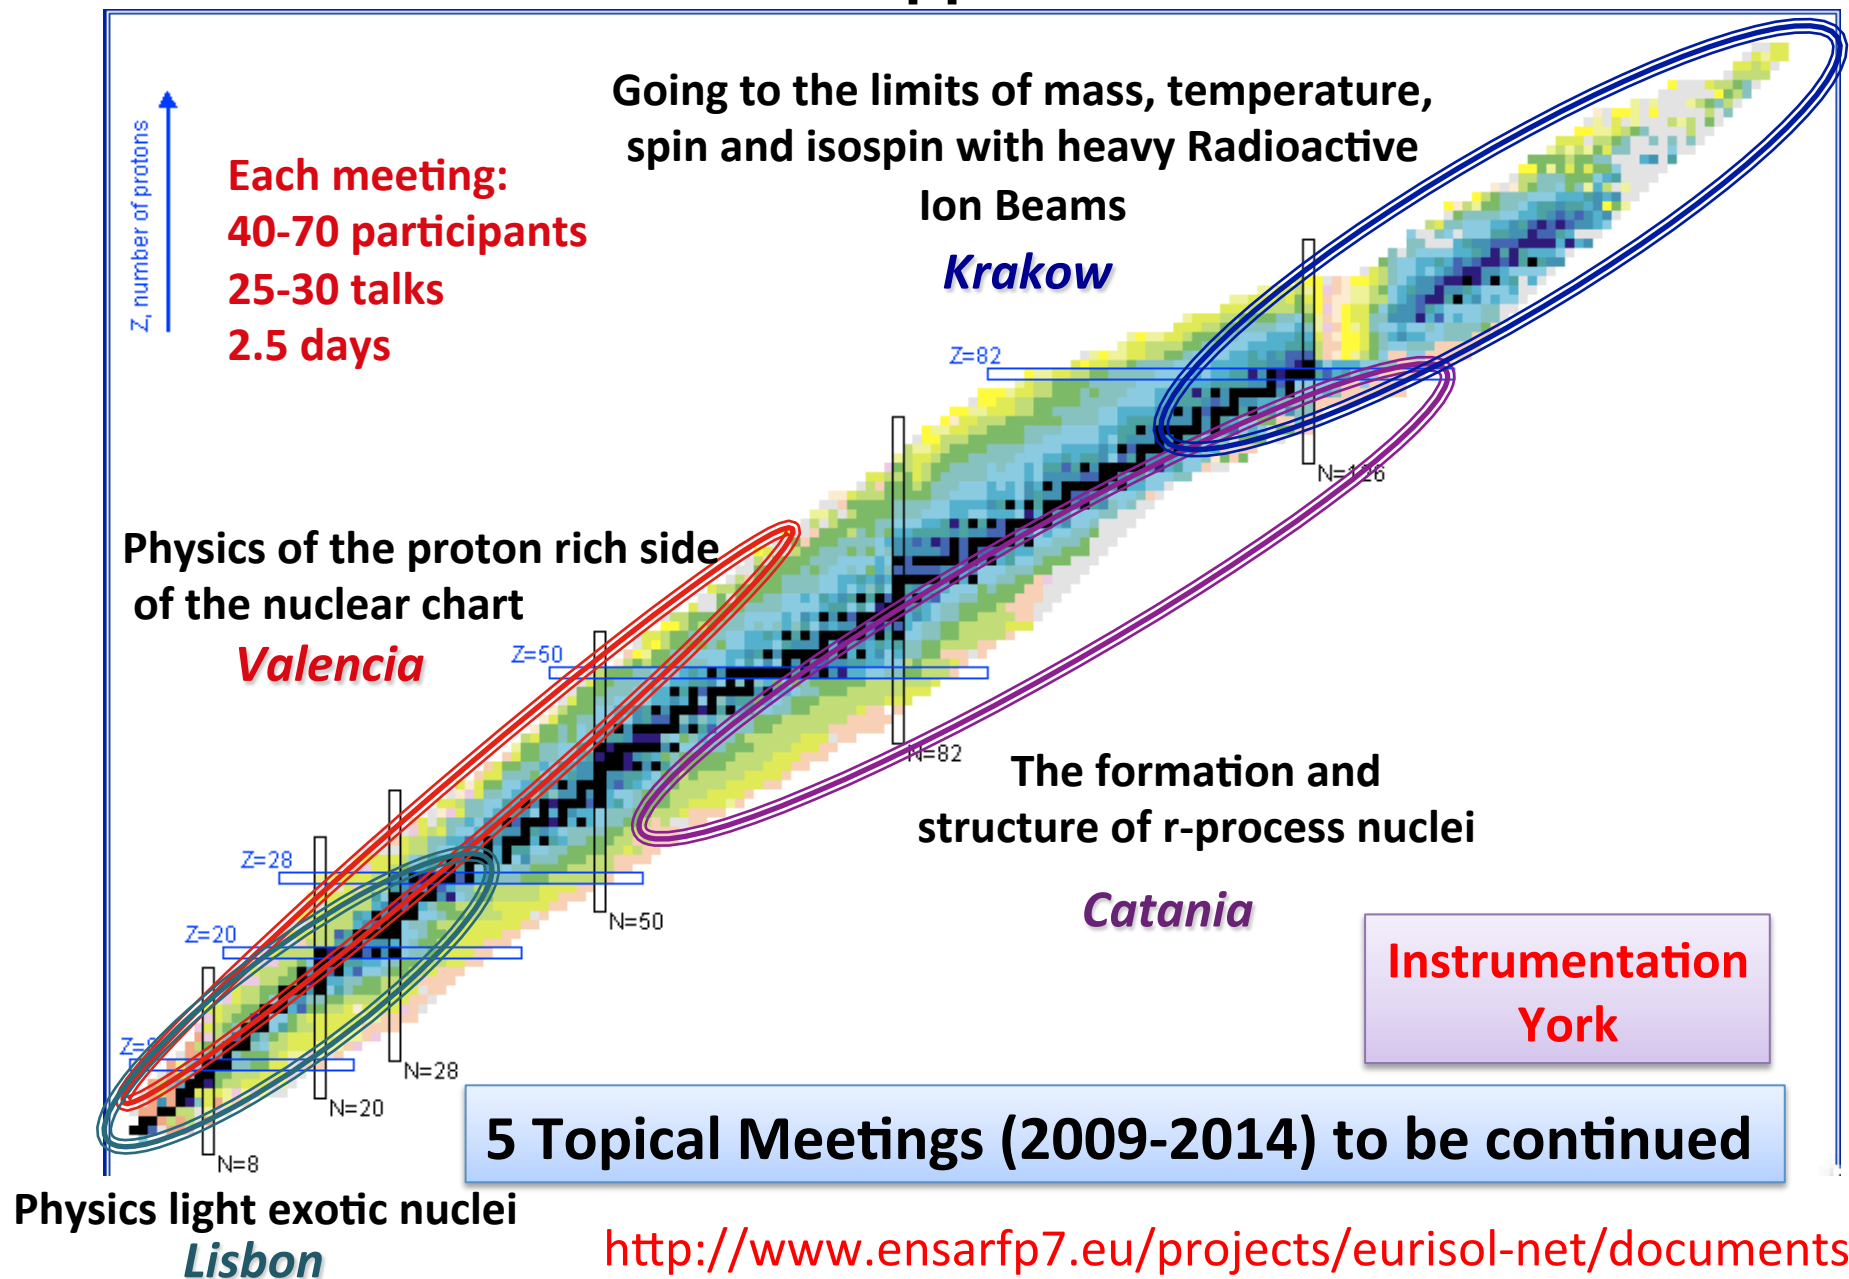 Going to the limits of mass, temperature,
spin and isospin with heavy Radioactive
Ion Beams
Krakow
Z, number of protons
Each meeting:
40-70 participants
25-30 talks
2.5 days
Z=82
N=126
Physics of the proton rich side
of the nuclear chart
Valencia
Z=50
N=82
The formation and
structure of r-process nuclei
Catania
Z=28
N=50
Z=20
Instrumentation
York
N=28
N=20
N=8
5 Topical Meetings (2009-2014) to be continued
Physics light exotic nuclei
Lisbon
http://www.ensarfp7.eu/projects/eurisol-net/documents